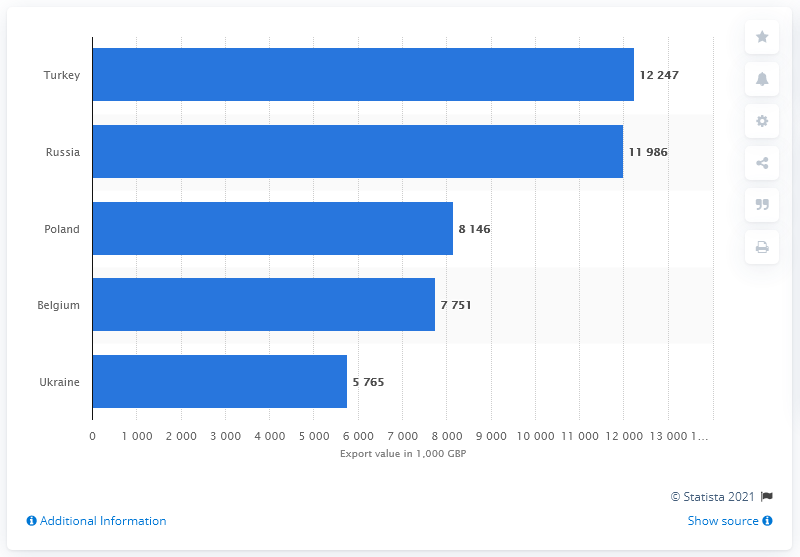 Turkey 12 247
Russia 11 986
Poland 8 146
Belgium 7 751
Ukraine 5 765
0 1 000 2 000 3 000 4 000 5 000 6 000 7 000 8 000 9 000 10 000 11 000 12 000 13 000 1…
Export value in 1,000 GBP
© Statista 2021
Additional Information Show source